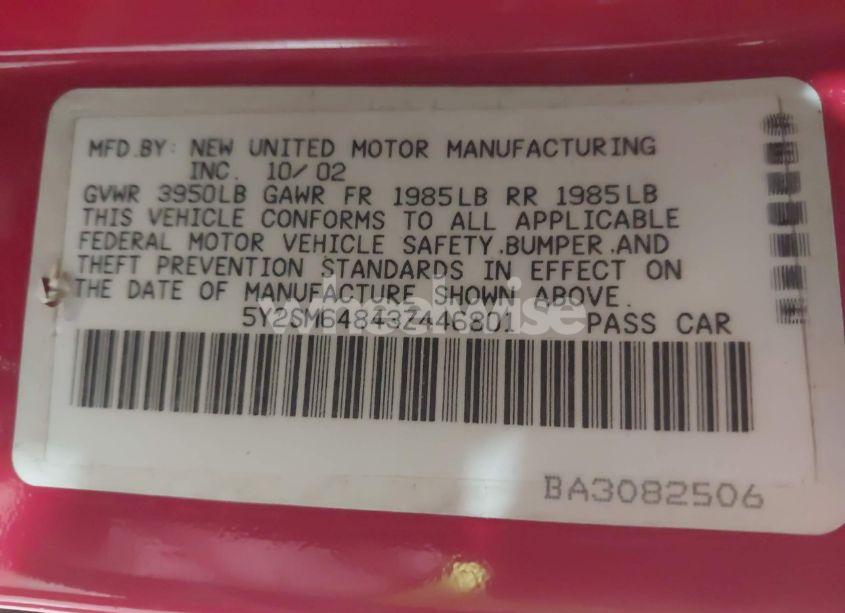 MFD.BY: NEW UNITED MOTOR MANUFACTURING
INC. 10/02
GVWR 3950LB GAWR FR 1985LB RR 1985LB
THIS VEHICLE CONFORMS TO ALL APPLICABLE
FEDERAL MOTOR VEHICLE SAFETY.BUMPER.AND
THEFT PREVENTION STANDARDS IN EFFECT ON
THE DATE OF MANUFACTURE SHOWN ABOVE.
5Y2SM64843Z446801 PASS CAR
BA3082506